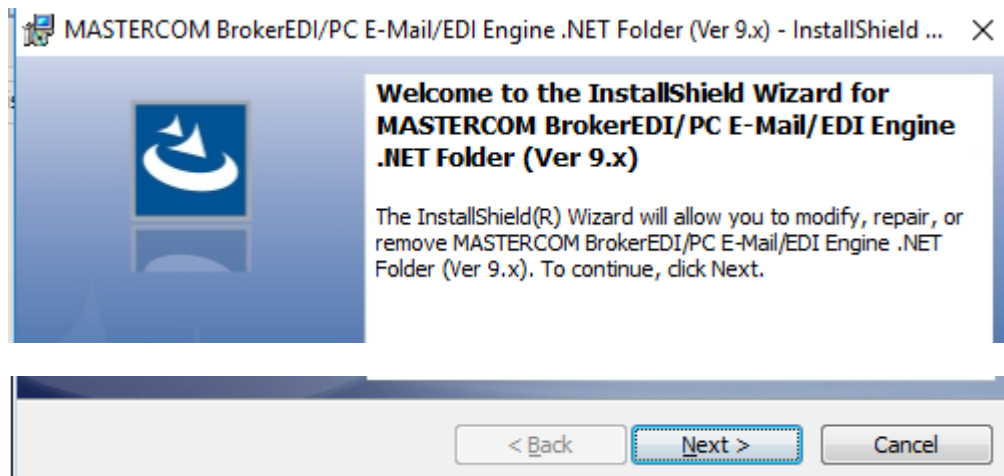 MASTERCOM BrokerEDI/PC E-Mail/EDI Engine .NET Folder (Ver 9.x) - InstallShield ...
Welcome to the InstallShield Wizard for
MASTERCOM BrokerEDI/PC E-Mail/EDI Engine
.NET Folder (Ver 9.x)
The InstallShield(R) Wizard will allow you to modify, repair, or
remove MASTERCOM BrokerEDI/PC E-Mail/EDI Engine .NET
Folder (Ver 9.x). To continue, click Next.
< Back Next > Cancel